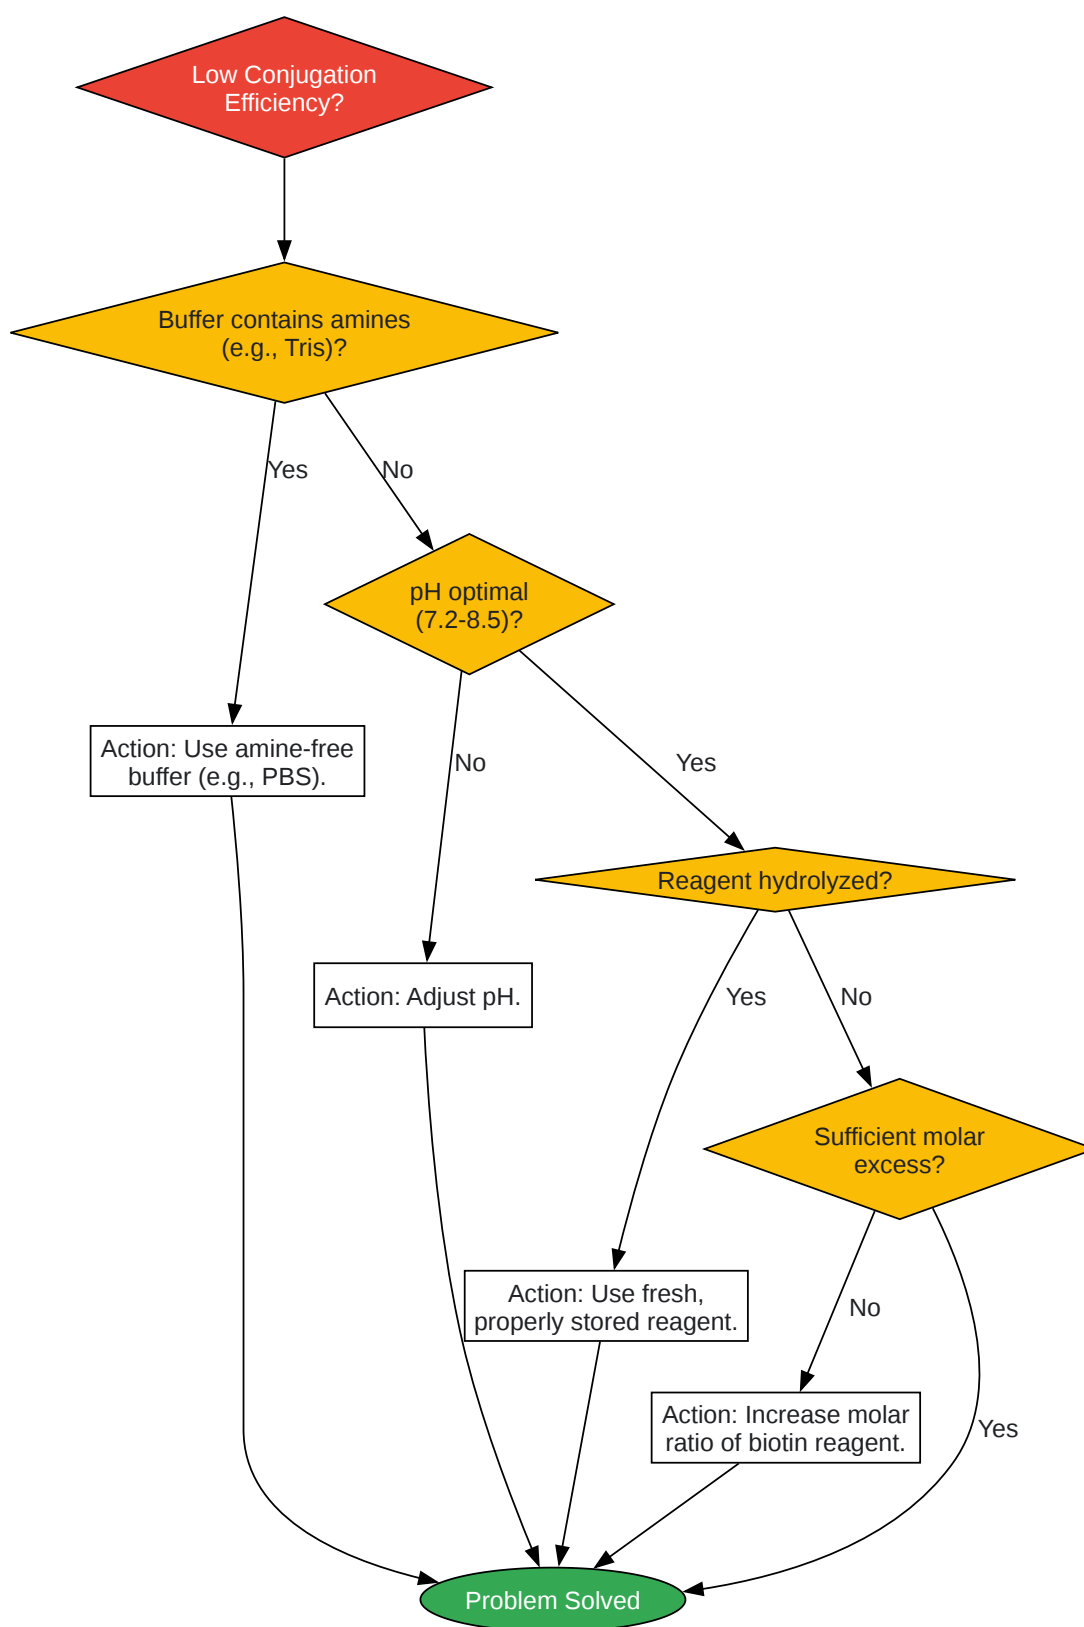 Low Conjugation
Efficiency?
Buffer contains amines
(e.g., Tris)?
Yes
No
pH optimal
(7.2-8.5)?
Action: Use amine-free
buffer (e.g., PBS).
No
Yes
Reagent hydrolyzed?
Action: Adjust pH.
Yes
No
Sufficient molar
excess?
Action: Use fresh,
properly stored reagent.
No
Action: Increase molar
ratio of biotin reagent.
Yes
Problem Solved